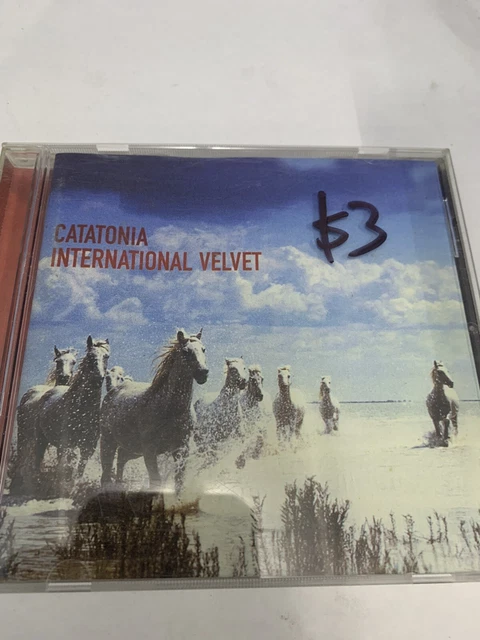 CATATONIA
INTERNATIONAL VELVET
$3